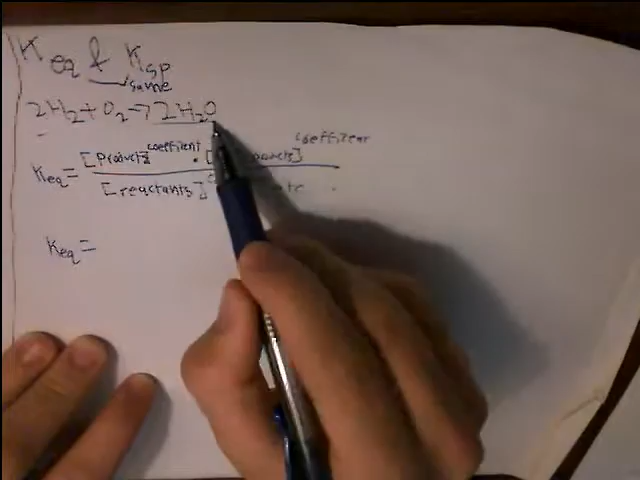 Keq & Ksp
same
2H2 + O2 → 2H2O
Keq = [Products]coefficient · [Products]coefficient
[reactants]
Keq =